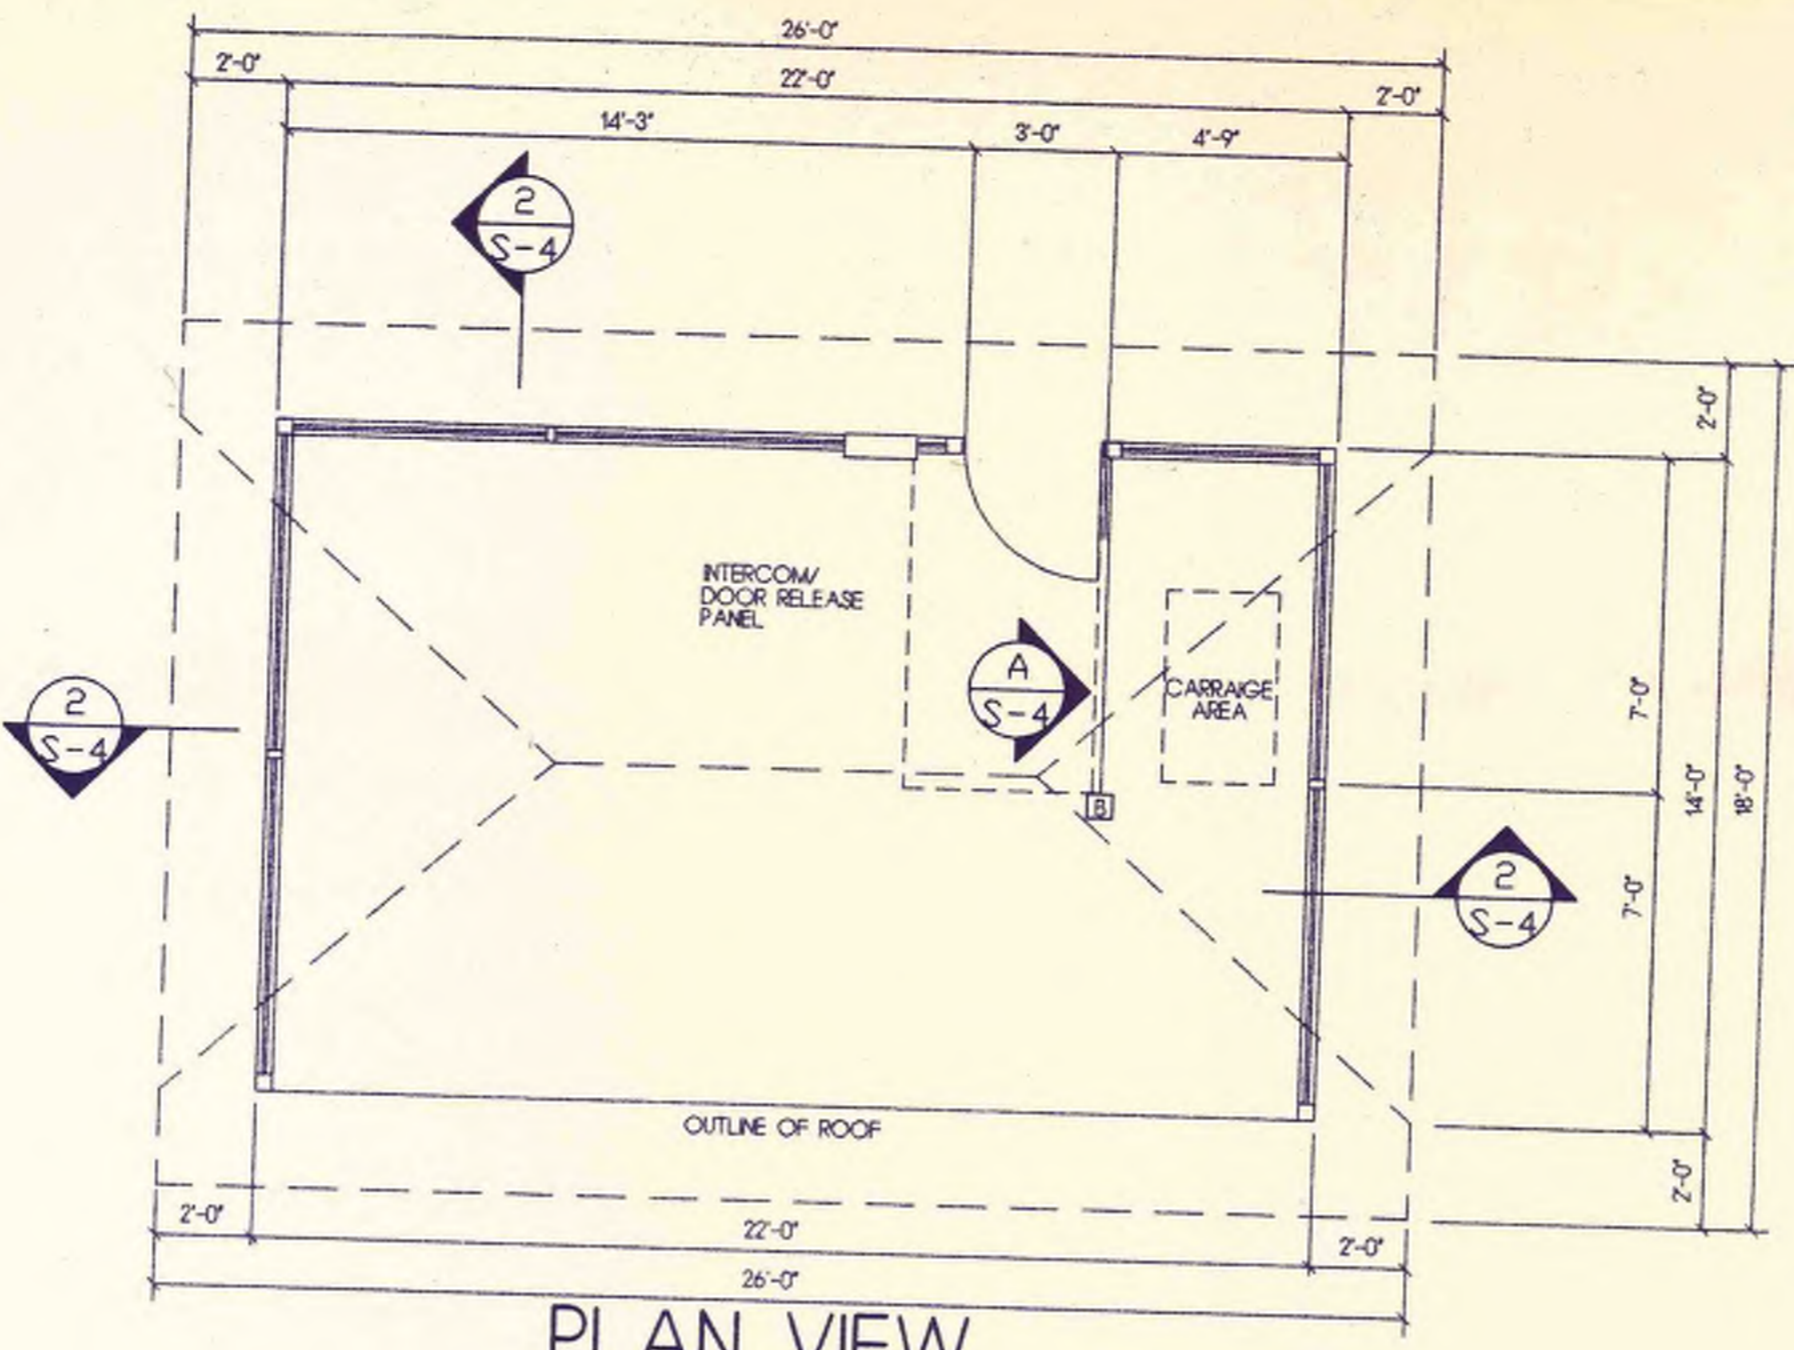 26'-0"
2'-0"
22'-0"
2'-0"
14'-3"
3'-0"
4'-9"
2
S-4
2'-0"
INTERCOM/
DOOR RELEASE
PANEL
A
S-4
CARRAIGE
AREA
7'-0"
2
S-4
14'-0"
18'-0"
B
7'-0"
2
S-4
OUTLINE OF ROOF
2'-0"
2'-0"
22'-0"
2'-0"
26'-0"
PLAN VIEW